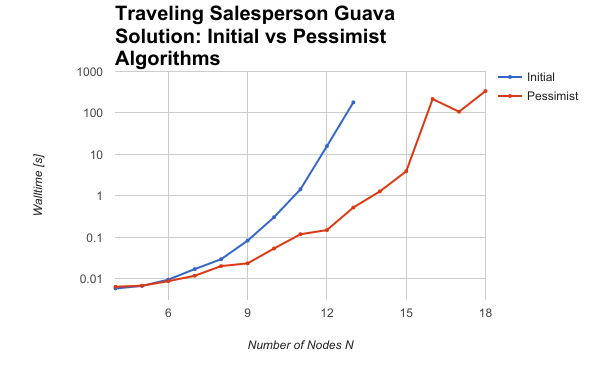 Traveling Salesperson Guava
Solution: Initial vs Pessimist
Algorithms
1000
100
10
1
0.1
0.01
Walltime [s]
6 9 12 15 18
Number of Nodes N
Initial
Pessimist